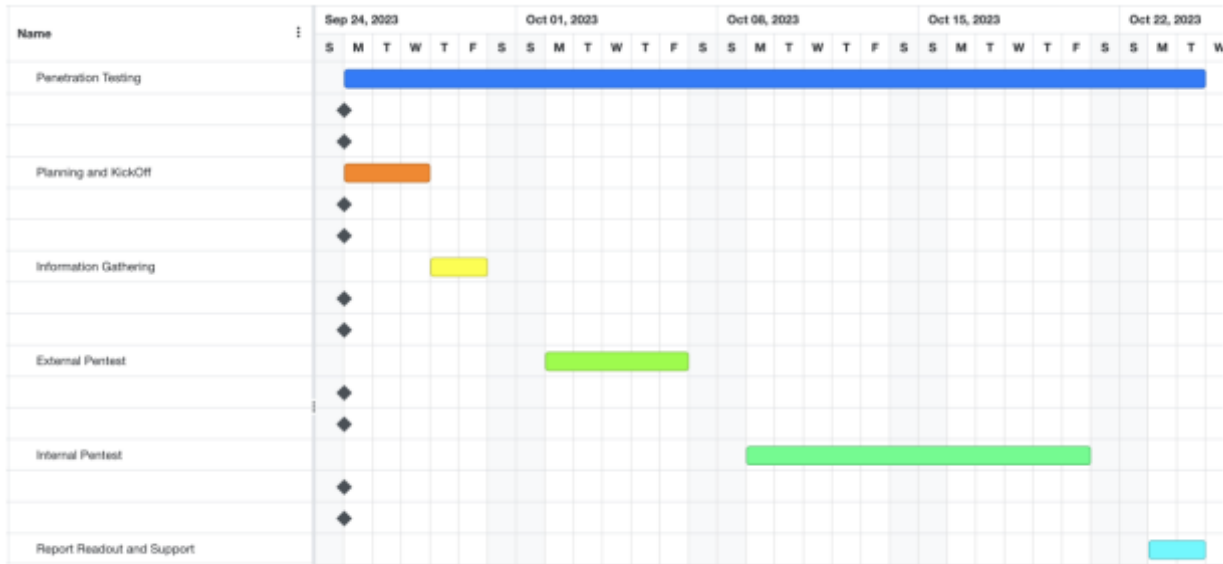 Name
Sep 24, 2023 Oct 01, 2023 Oct 08, 2023 Oct 15, 2023 Oct 22, 2023
S M T W T F S S M T W T F S S M T W T F S S M T W T F S S M T W
Penetration Testing
Planning and KickOff
Information Gathering
External Pentest
Internal Pentest
Report Readout and Support